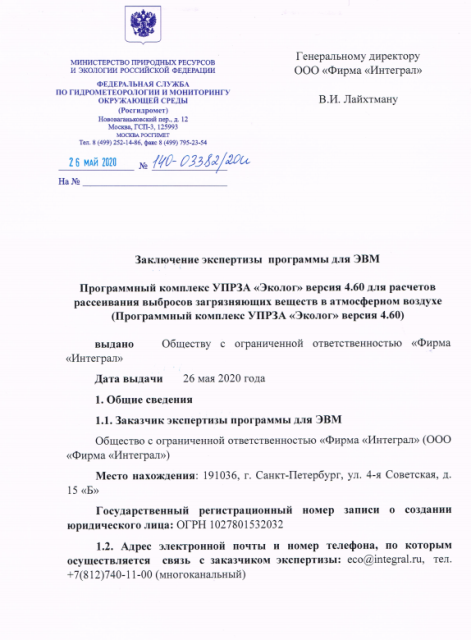 МИНИСТЕРСТВО ПРИРОДНЫХ РЕСУРСОВ
И ЭКОЛОГИИ РОССИЙСКОЙ ФЕДЕРАЦИИ
ФЕДЕРАЛЬНАЯ СЛУЖБА
ПО ГИДРОМЕТЕОРОЛОГИИ И МОНИТОРИНГУ
ОКРУЖАЮЩЕЙ СРЕДЫ
(Росгидромет)
Нововаганьковский пер., д. 12
Москва, ГСП-3, 125993
МОСКВА РОСГИМЕТ
Тел. 8 (499) 252-14-86, факс 8 (499) 795-23-54
26 МАЙ 2020 № 140-03382/20и
На №
Генеральному директору
ООО «Фирма «Интеграл»
В.И. Лайхтману
Заключение экспертизы программы для ЭВМ
Программный комплекс УПРЗА «Эколог» версия 4.60 для расчетов
рассеивания выбросов загрязняющих веществ в атмосферном воздухе
(Программный комплекс УПРЗА «Эколог» версия 4.60)
выдано Обществу с ограниченной ответственностью «Фирма
«Интеграл»
Дата выдачи 26 мая 2020 года
1. Общие сведения
1.1. Заказчик экспертизы программы для ЭВМ
Общество с ограниченной ответственностью «Фирма «Интеграл» (ООО
«Фирма «Интеграл»)
Место нахождения: 191036, г. Санкт-Петербург, ул. 4-я Советская, д.
15 «Б»
Государственный регистрационный номер записи о создании
юридического лица: ОГРН 1027801532032
1.2. Адрес электронной почты и номер телефона, по которым
осуществляется связь с заказчиком экспертизы: eco@integral.ru, тел.
+7(812)740-11-00 (многоканальный)